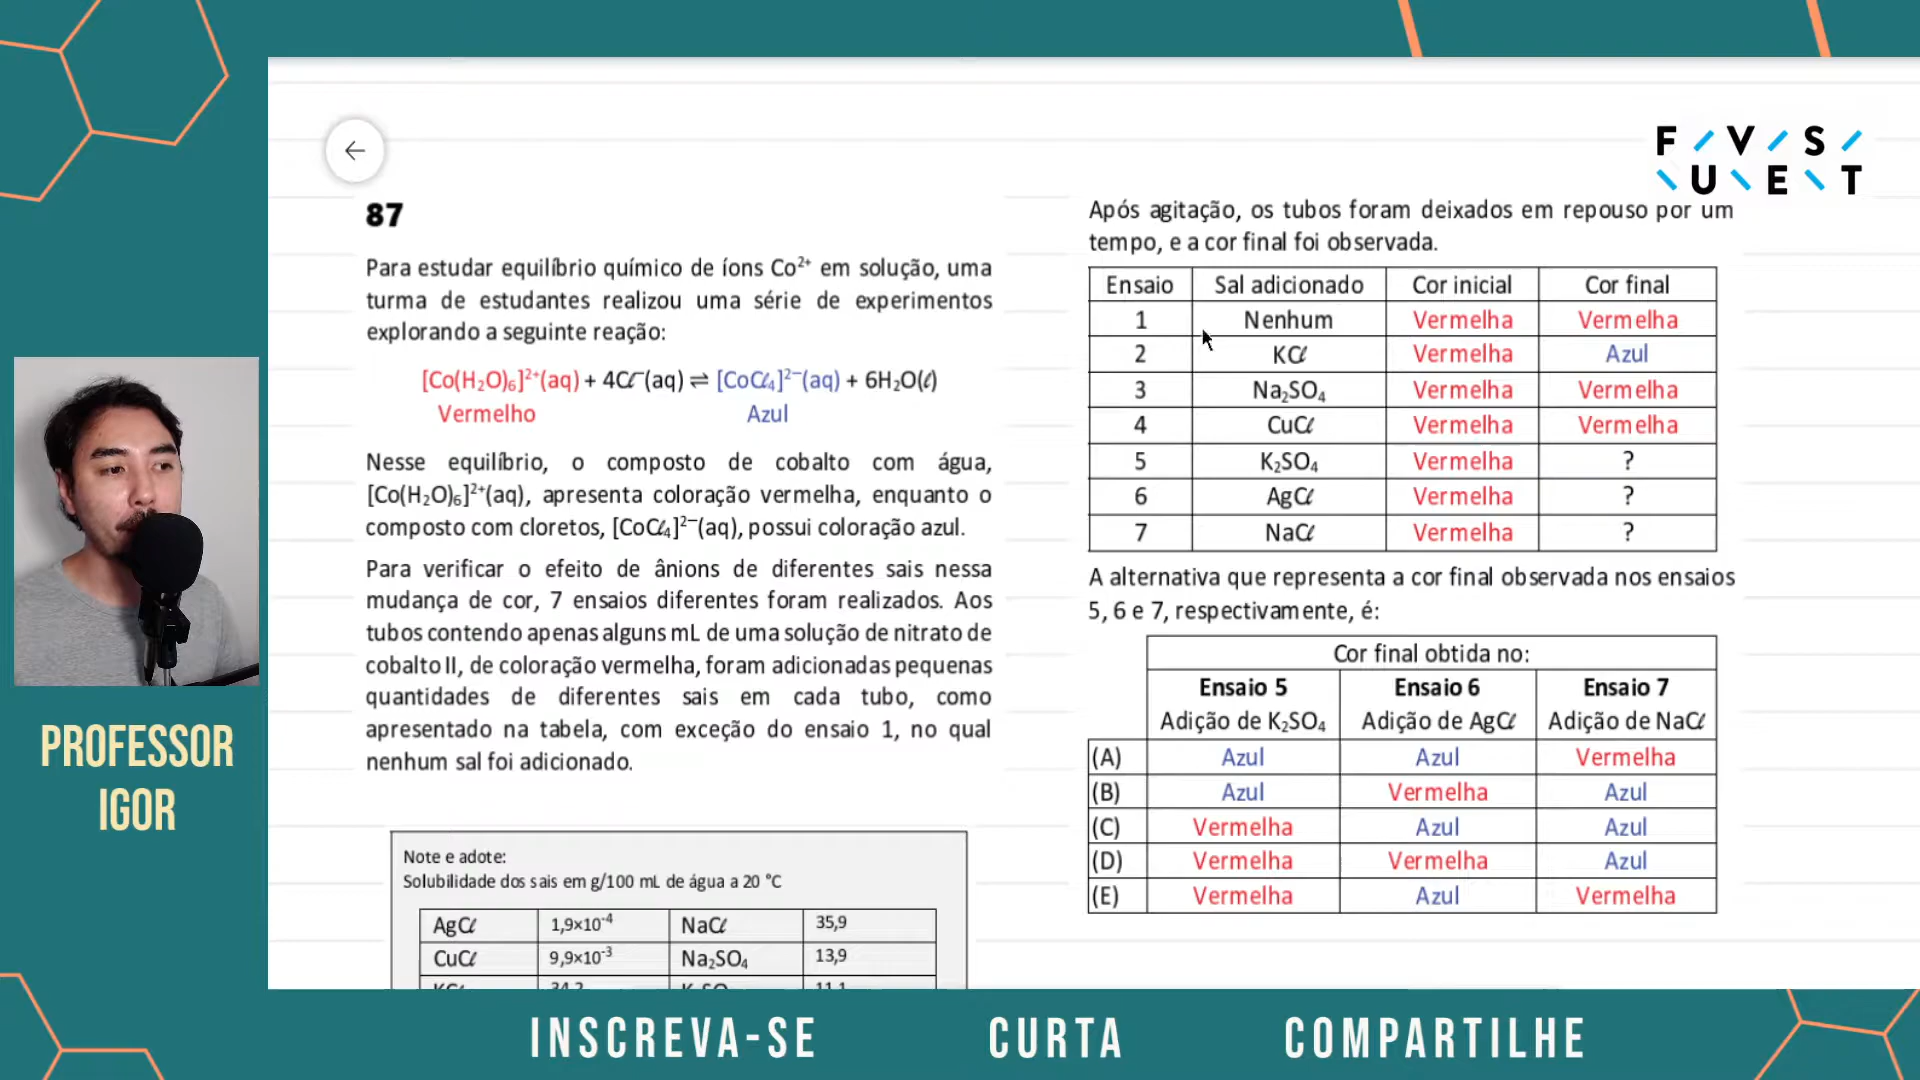 F V S
U E T
87
Para estudar equilíbrio químico de íons Co²⁺ em solução, uma
turma de estudantes realizou uma série de experimentos
explorando a seguinte reação:
[Co(H₂O)₆]²⁺(aq) + 4Cℓ⁻(aq) ⇌ [CoCℓ₄]²⁻(aq) + 6H₂O(ℓ)
Vermelho Azul
Nesse equilíbrio, o composto de cobalto com água,
[Co(H₂O)₆]²⁺(aq), apresenta coloração vermelha, enquanto o
composto com cloretos, [CoCℓ₄]²⁻(aq), possui coloração azul.
Para verificar o efeito de ânions de diferentes sais nessa
mudança de cor, 7 ensaios diferentes foram realizados. Aos
tubos contendo apenas alguns mL de uma solução de nitrato de
cobalto II, de coloração vermelha, foram adicionadas pequenas
quantidades de diferentes sais em cada tubo, como
apresentado na tabela, com exceção do ensaio 1, no qual
nenhum sal foi adicionado.
Note e adote:
Solubilidade dos sais em g/100 mL de água a 20 °C
AgCℓ 1,9×10⁻⁴ NaCℓ 35,9
CuCℓ 9,9×10⁻³ Na₂SO₄ 13,9
Após agitação, os tubos foram deixados em repouso por um
tempo, e a cor final foi observada.
Ensaio Sal adicionado Cor inicial Cor final
1 Nenhum Vermelha Vermelha
2 KCℓ Vermelha Azul
3 Na₂SO₄ Vermelha Vermelha
4 CuCℓ Vermelha Vermelha
5 K₂SO₄ Vermelha ?
6 AgCℓ Vermelha ?
7 NaCℓ Vermelha ?
A alternativa que representa a cor final observada nos ensaios
5, 6 e 7, respectivamente, é:
Cor final obtida no:
Ensaio 5 Ensaio 6 Ensaio 7
Adição de K₂SO₄ Adição de AgCℓ Adição de NaCℓ
(A) Azul Azul Vermelha
(B) Azul Vermelha Azul
(C) Vermelha Azul Azul
(D) Vermelha Vermelha Azul
(E) Vermelha Azul Vermelha
PROFESSOR
IGOR
INSCREVA-SE CURTA COMPARTILHE